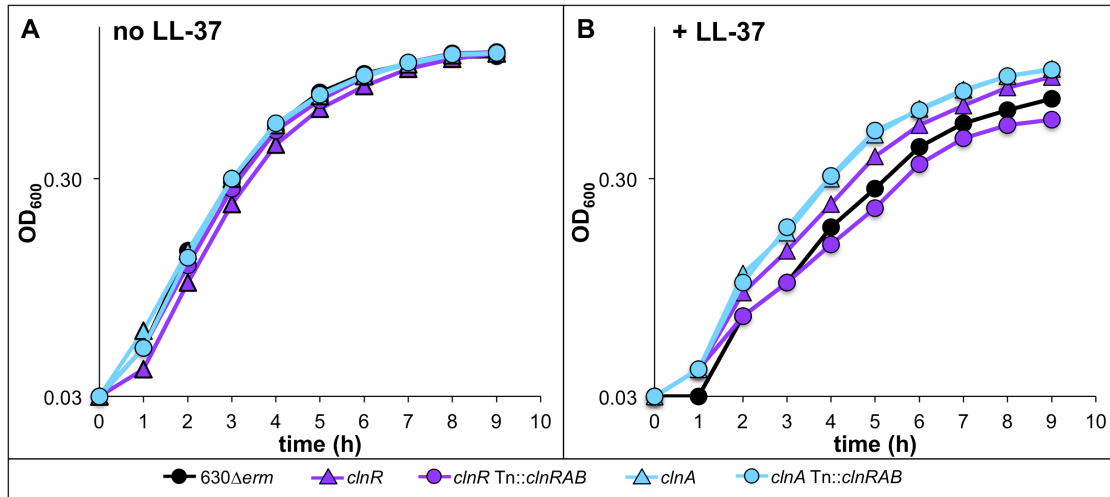 A no LL-37
OD600
0.30
0.03
0 1 2 3 4 5 6 7 8 9 10
time (h)
B + LL-37
OD600
0.30
0.03
0 1 2 3 4 5 6 7 8 9 10
time (h)
630Δerm clnR clnR Tn::clnRAB clnA clnA Tn::clnRAB